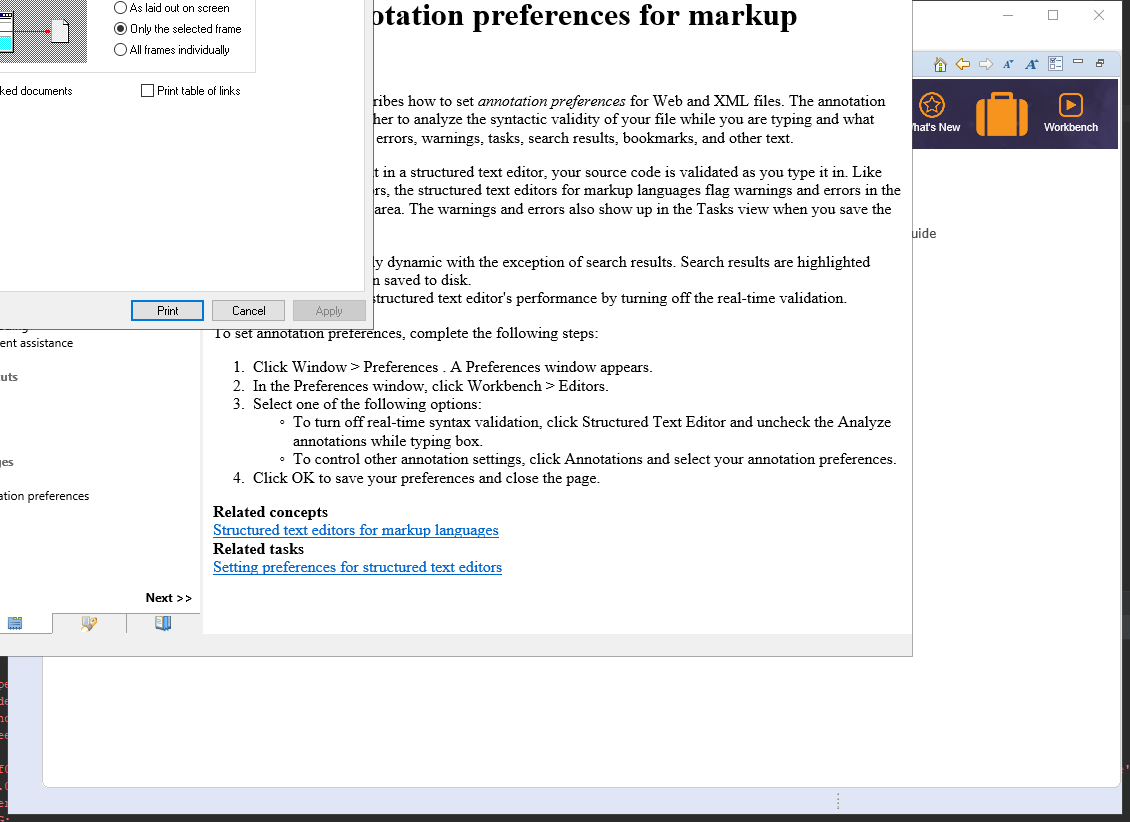 As laid out on screen
Only the selected frame
All frames individually
documents
Print table of links
Print
Cancel
Apply
annotation preferences for markup
how to set annotation preferences for Web and XML files. The annotation
to analyze the syntactic validity of your file while you are typing and what
errors, warnings, tasks, search results, bookmarks, and other text.
in a structured text editor, your source code is validated as you type it in. Like
the structured text editors for markup languages flag warnings and errors in the
area. The warnings and errors also show up in the Tasks view when you save the
dynamic with the exception of search results. Search results are highlighted
saved to disk.
structured text editor's performance by turning off the real-time validation.
To set annotation preferences, complete the following steps:
1. Click Window > Preferences . A Preferences window appears.
2. In the Preferences window, click Workbench > Editors.
3. Select one of the following options:
◦ To turn off real-time syntax validation, click Structured Text Editor and uncheck the Analyze
annotations while typing box.
◦ To control other annotation settings, click Annotations and select your annotation preferences.
4. Click OK to save your preferences and close the page.
Related concepts
Structured text editors for markup languages
Related tasks
Setting preferences for structured text editors
assistance
preferences
Next >>
What's New
Workbench